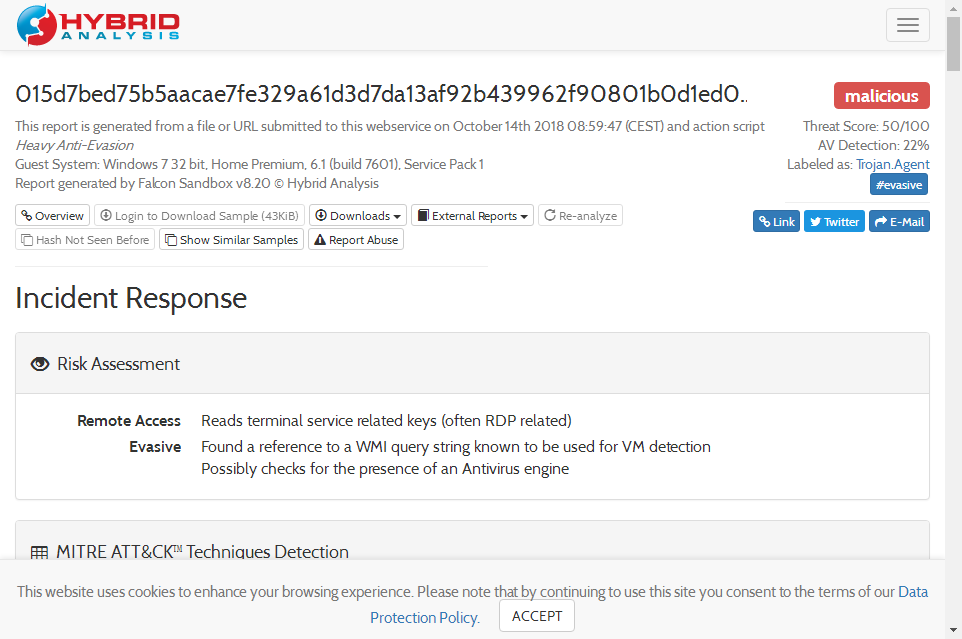 HYBRID
ANALYSIS
015d7bed75b5aacae7fe329a61d3d7da13af92b439962f90801b0d1ed0..
malicious
This report is generated from a file or URL submitted to this webservice on October 14th 2018 08:59:47 (CEST) and action script
Heavy Anti-Evasion
Guest System: Windows 7 32 bit, Home Premium, 6.1 (build 7601), Service Pack 1
Report generated by Falcon Sandbox v8.20 © Hybrid Analysis
Threat Score: 50/100
AV Detection: 22%
Labeled as: Trojan.Agent
#evasive
Overview Login to Download Sample (43KiB) Downloads External Reports Re-analyze
Hash Not Seen Before Show Similar Samples Report Abuse
Link Twitter E-Mail
Incident Response
Risk Assessment
Remote Access Reads terminal service related keys (often RDP related)
Evasive Found a reference to a WMI query string known to be used for VM detection
Possibly checks for the presence of an Antivirus engine
MITRE ATT&CK™ Techniques Detection
This website uses cookies to enhance your browsing experience. Please note that by continuing to use this site you consent to the terms of our Data
Protection Policy. ACCEPT